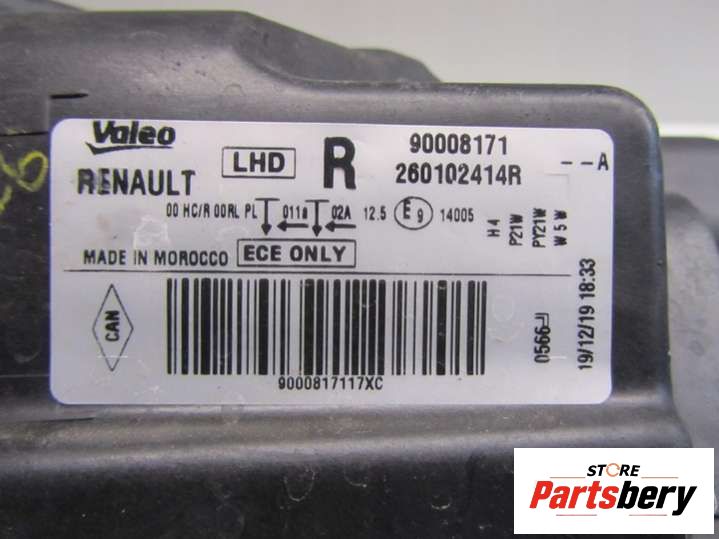 Valeo
RENAULT
LHD
R
90008171
260102414R
--A
00 HC/R 00RL PL 011a 02A 12.5 E9 14005
H4
P21W
PY21W
W5W
MADE IN MOROCCO
ECE ONLY
CAN
9000817117XC
0566
19/12/19 18:33
STORE
Partsbery